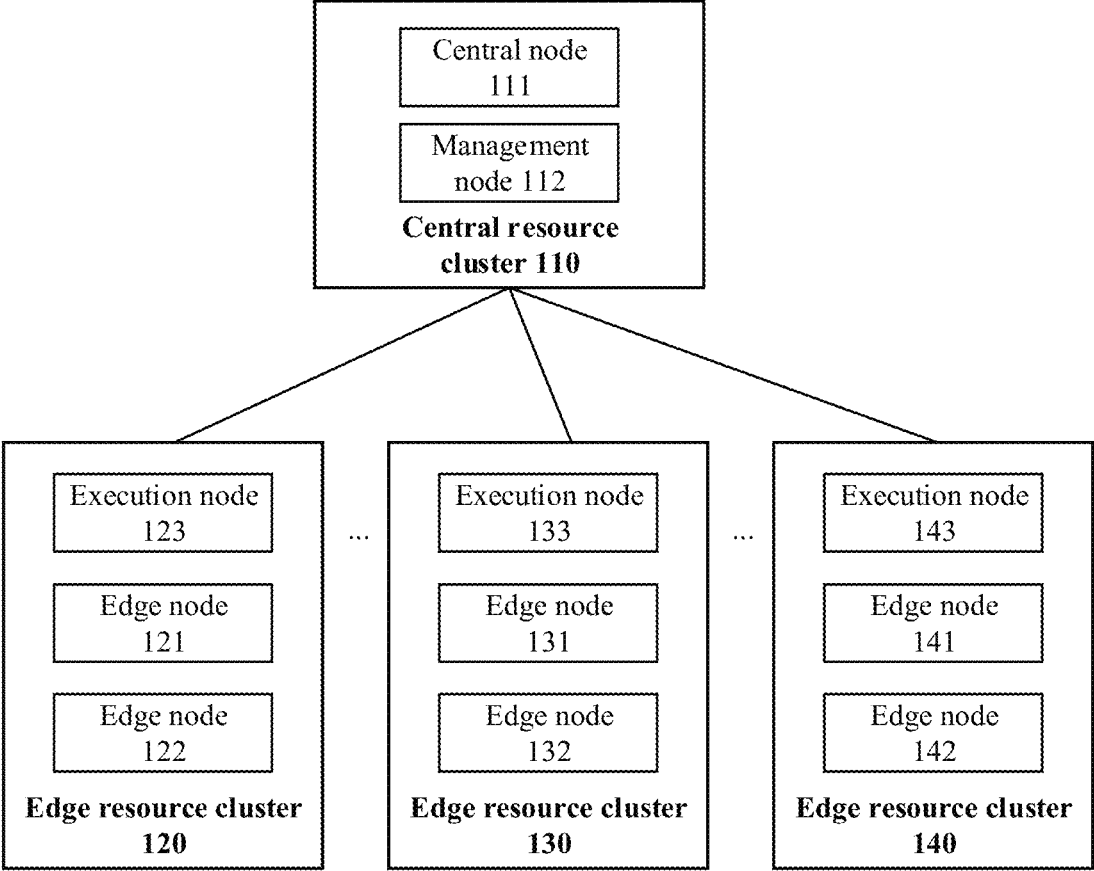 Central node
111
Management
node 112
Central resource
cluster 110
Execution node
123
Edge node
121
Edge node
122
Edge resource cluster
120
...
Execution node
133
Edge node
131
Edge node
132
Edge resource cluster
130
...
Execution node
143
Edge node
141
Edge node
142
Edge resource cluster
140